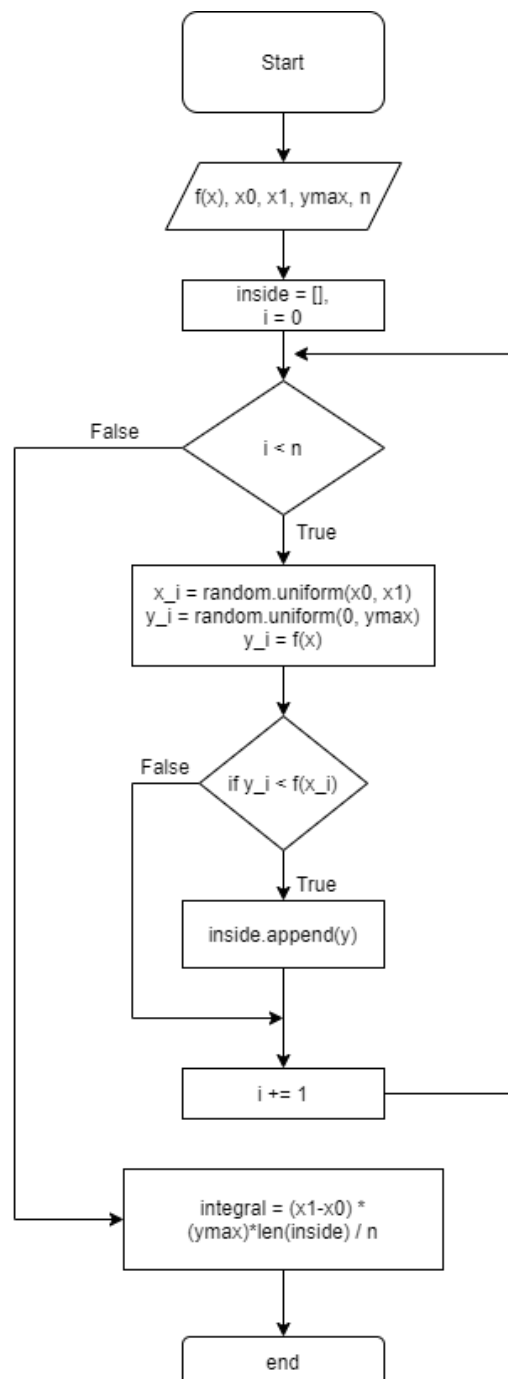 Start
f(x), x0, x1, ymax, n
inside = [],
i = 0
False
i < n
True
x_i = random.uniform(x0, x1)
y_i = random.uniform(0, ymax)
y_i = f(x)
False
if y_i < f(x_i)
True
inside.append(y)
i += 1
integral = (x1-x0) *
(ymax)*len(inside) / n
end